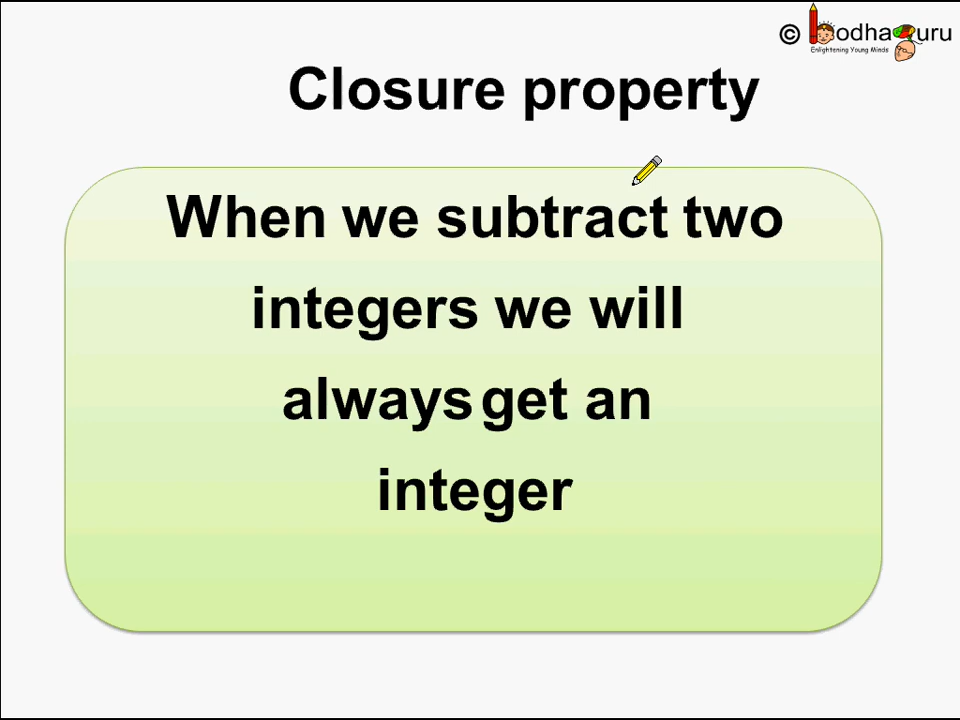 © BodhaGuru
Enlightening Young Minds
Closure property
When we subtract two
integers we will
always get an
integer